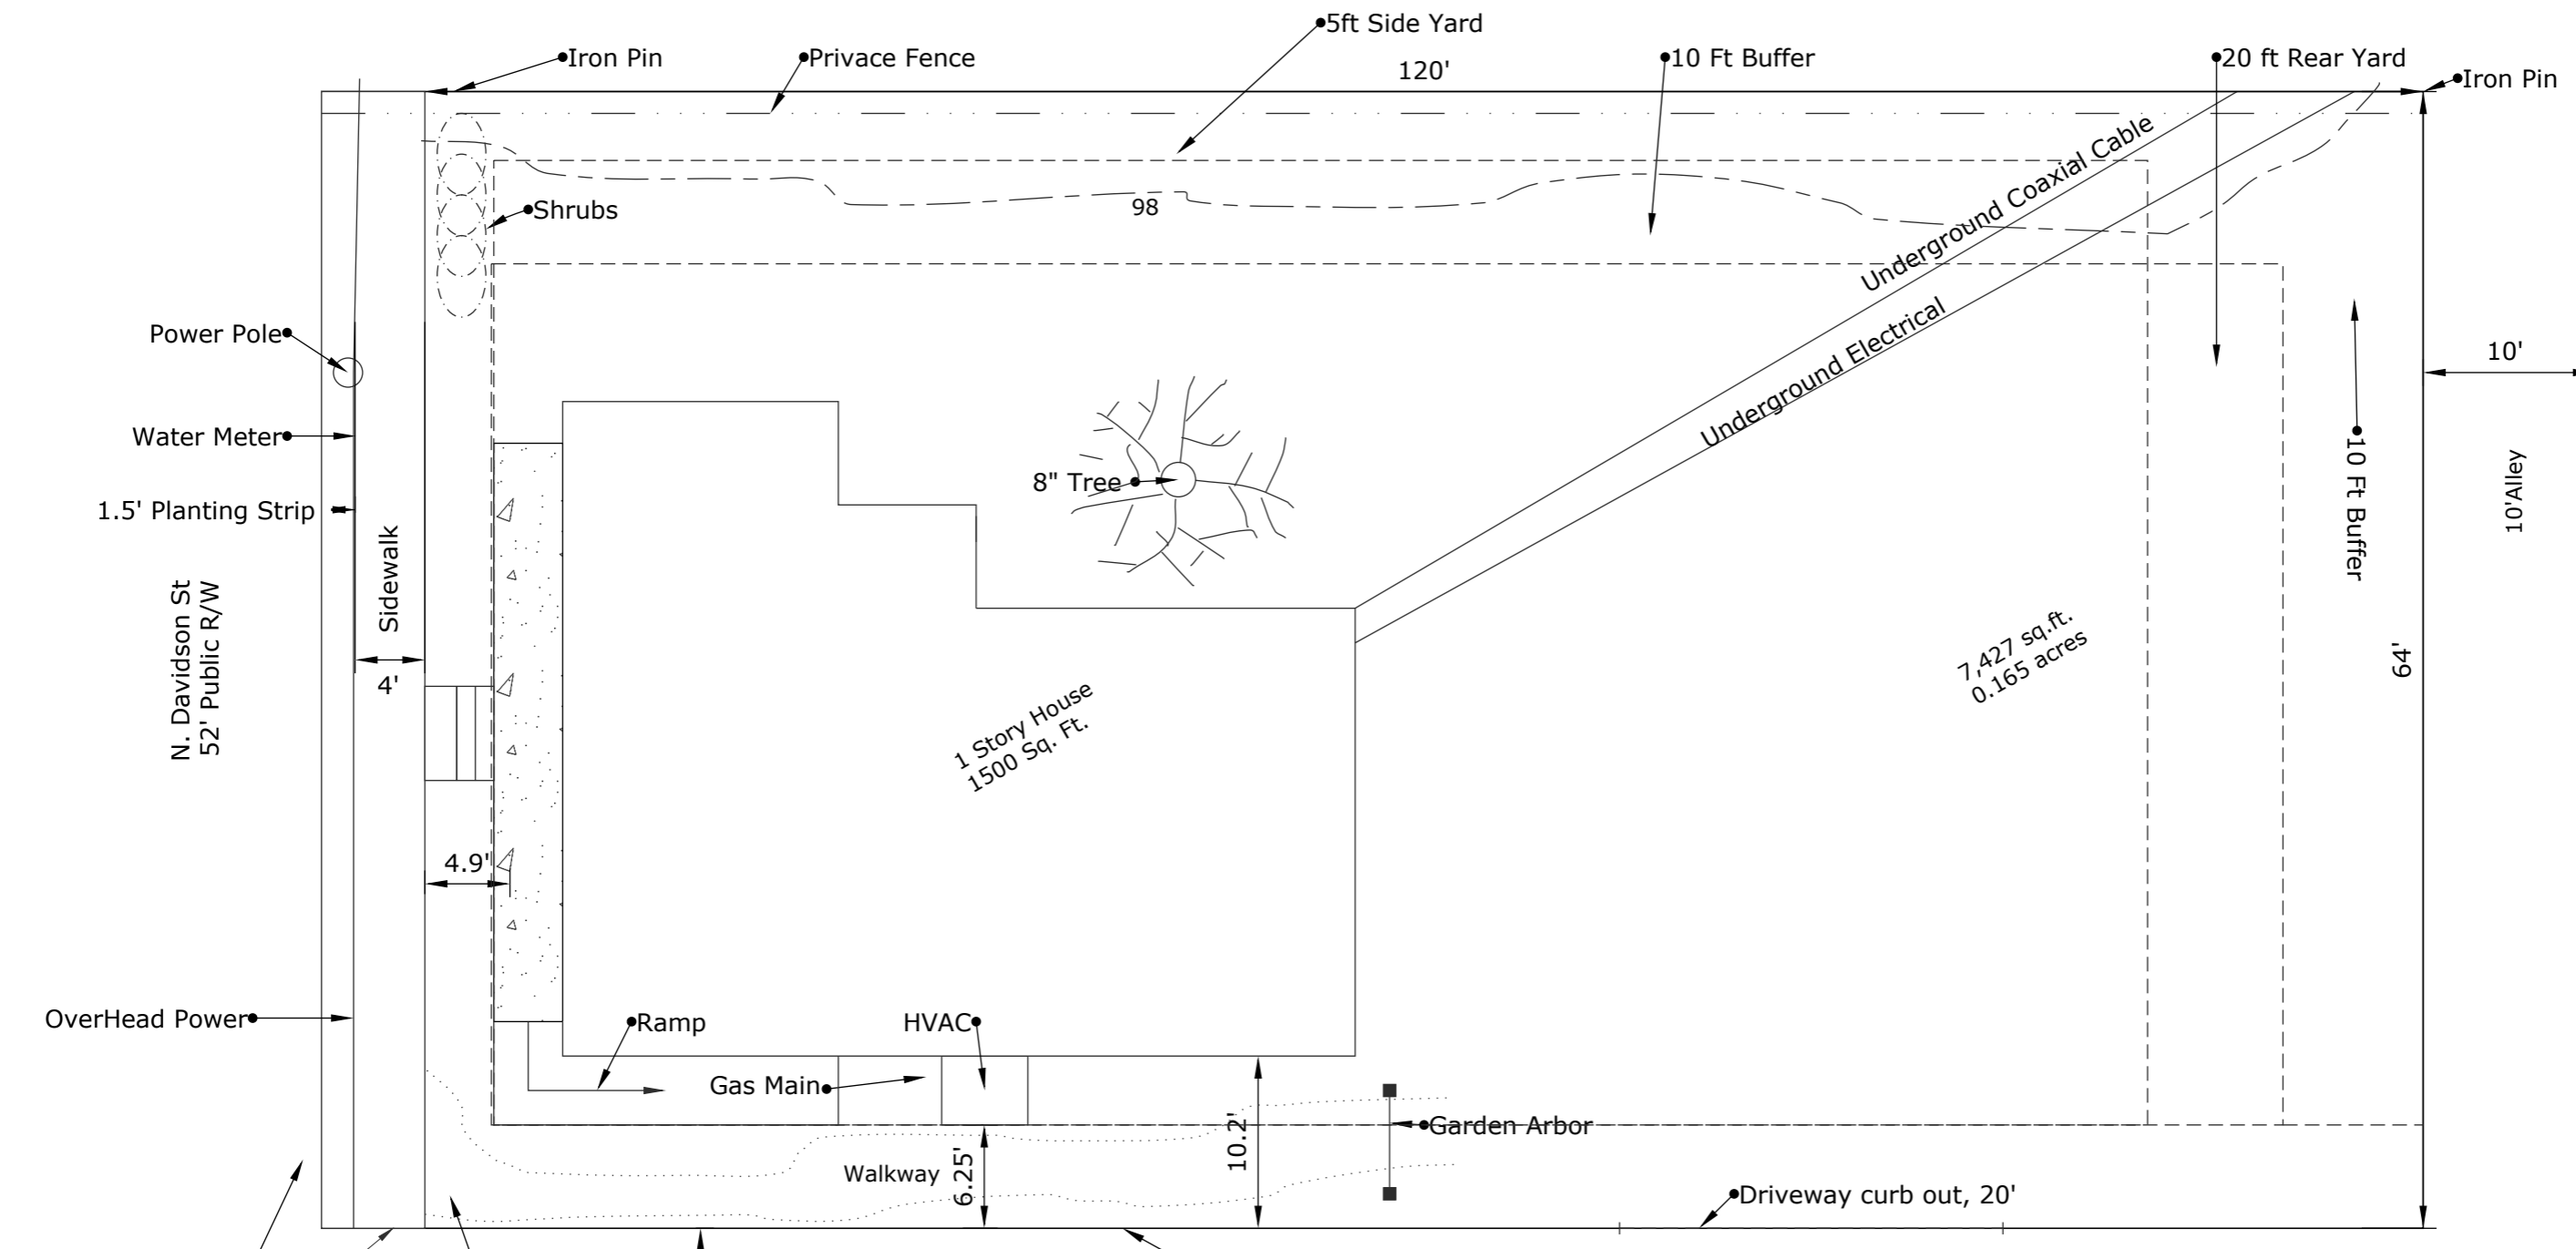 5ft Side Yard
Iron Pin
Privace Fence
120'
10 Ft Buffer
20 ft Rear Yard
Iron Pin
Underground Coaxial Cable
98
Shrubs
Underground Electrical
Power Pole
10'
Water Meter
8" Tree
10 Ft Buffer
10'Alley
1.5' Planting Strip
Sidewalk
N. Davidson St
52' Public R/W
4'
7,427 sq.ft.
0.165 acres
64'
1 Story House
1500 Sq. Ft.
4.9'
OverHead Power
Ramp
HVAC
Gas Main
Garden Arbor
10.2'
Walkway
6.25'
Driveway curb out, 20'